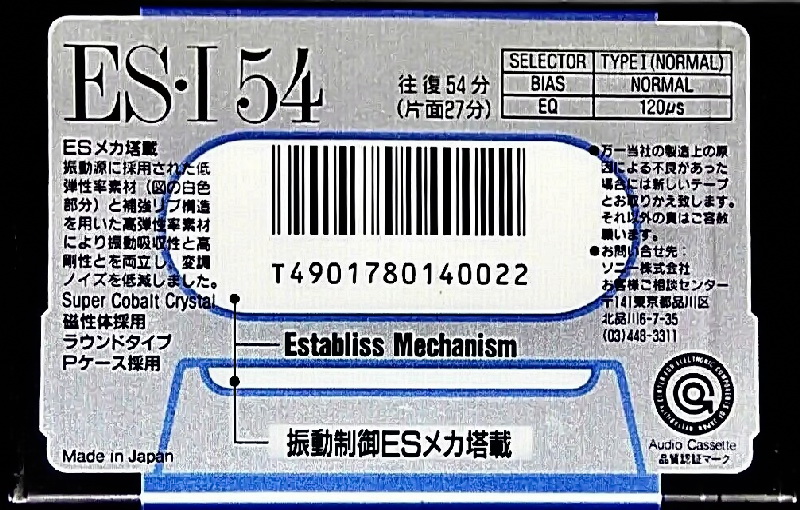 ES・I 54
往復54分
(片面27分)
SELECTOR TYPE I (NORMAL)
BIAS NORMAL
EQ 120μs
ESメカ搭載
振動源に採用された低
弾性率素材（図の白色
部分）と補強リブ構造
を用いた高弾性率素材
により振動吸収性と高
剛性とを両立し、変調
ノイズを低減しました。
Super Cobalt Crystal
磁性体採用
ラウンドタイプ
Pケース採用
Made in Japan
T4901780140022
Establiss Mechanism
振動制御ESメカ搭載
●万一当社の製造上の原
因による不良があった
場合には新しいテープ
とお取りかえ致します。
それ以外の責はご容赦
願います。
●お問い合せ先：
ソニー株式会社
お客様ご相談センター
〒141東京都品川区
北品川6-7-35
(03)448-3311
Audio Cassette
品質認証マーク